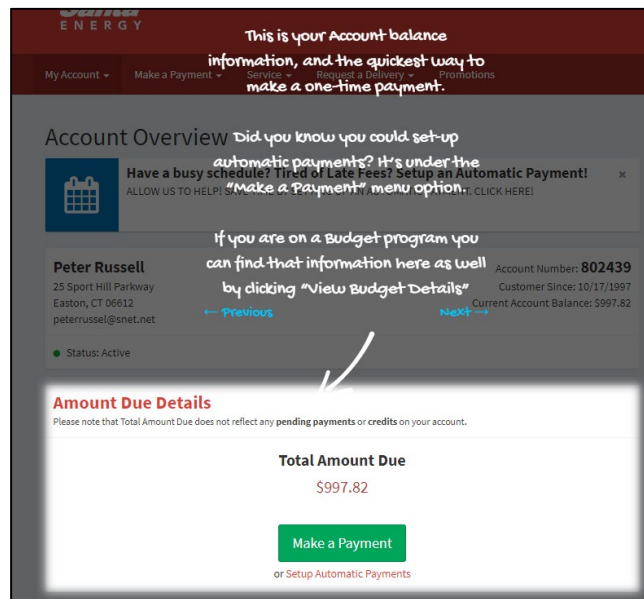 ENERGY
This is your Account balance
information, and the quickest way to
make a one-time payment.
My Account
Make a Payment
Service
Request a Delivery
Promotions
Account Overview
Did you know you could set-up
automatic payments? It's under the
"Make a Payment" menu option.
Have a busy schedule? Tired of Late Fees? Setup an Automatic Payment!
×
If you are on a Budget program you
can find that information here as well
by clicking "View Budget Details"
← Previous
Next →
Peter Russell
25 Sport Hill Parkway
Easton, CT 06612
peterrussel@snet.net
Account Number: 802439
Customer Since: 10/17/1997
Current Account Balance: $997.82
Status: Active
Amount Due Details
Please note that Total Amount Due does not reflect any pending payments or credits on your account.
Total Amount Due
$997.82
Make a Payment
or Setup Automatic Payments